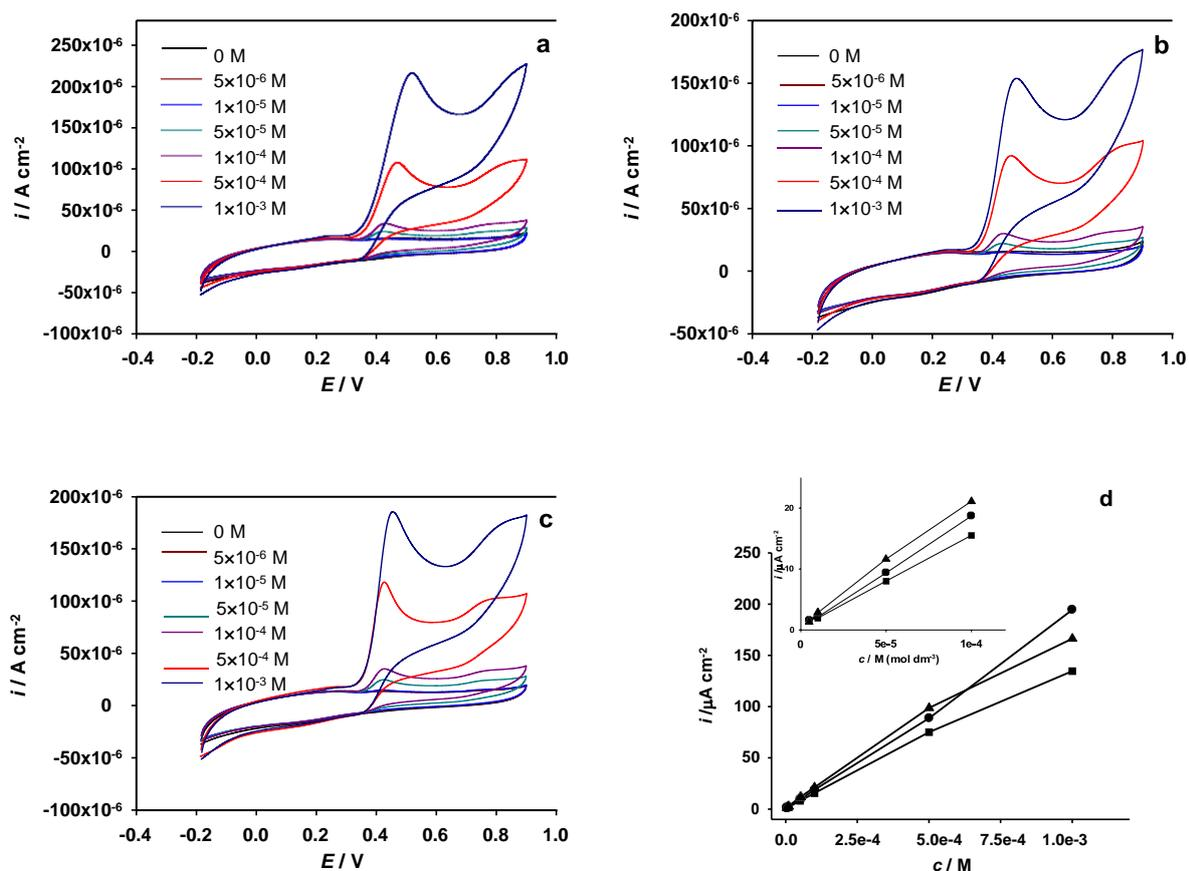 a
250x10⁻⁶
200x10⁻⁶
150x10⁻⁶
100x10⁻⁶
50x10⁻⁶
0
-50x10⁻⁶
-100x10⁻⁶
i / A cm⁻²
0 M
5×10⁻⁶ M
1×10⁻⁵ M
5×10⁻⁵ M
1×10⁻⁴ M
5×10⁻⁴ M
1×10⁻³ M
-0.4 -0.2 0.0 0.2 0.4 0.6 0.8 1.0
E / V
b
200x10⁻⁶
150x10⁻⁶
100x10⁻⁶
50x10⁻⁶
0
-50x10⁻⁶
i / A cm⁻²
0 M
5×10⁻⁶ M
1×10⁻⁵ M
5×10⁻⁵ M
1×10⁻⁴ M
5×10⁻⁴ M
1×10⁻³ M
-0.4 -0.2 0.0 0.2 0.4 0.6 0.8 1.0
E / V
c
200x10⁻⁶
150x10⁻⁶
100x10⁻⁶
50x10⁻⁶
0
-50x10⁻⁶
-100x10⁻⁶
i / A cm⁻²
0 M
5×10⁻⁶ M
1×10⁻⁵ M
5×10⁻⁵ M
1×10⁻⁴ M
5×10⁻⁴ M
1×10⁻³ M
-0.4 -0.2 0.0 0.2 0.4 0.6 0.8 1.0
E / V
d
20
10
0
i /µA cm⁻²
0 5e-5 1e-4
c / M (mol dm⁻³)
250
200
150
100
50
0
i /µA cm⁻²
0.0 2.5e-4 5.0e-4 7.5e-4 1.0e-3
c / M